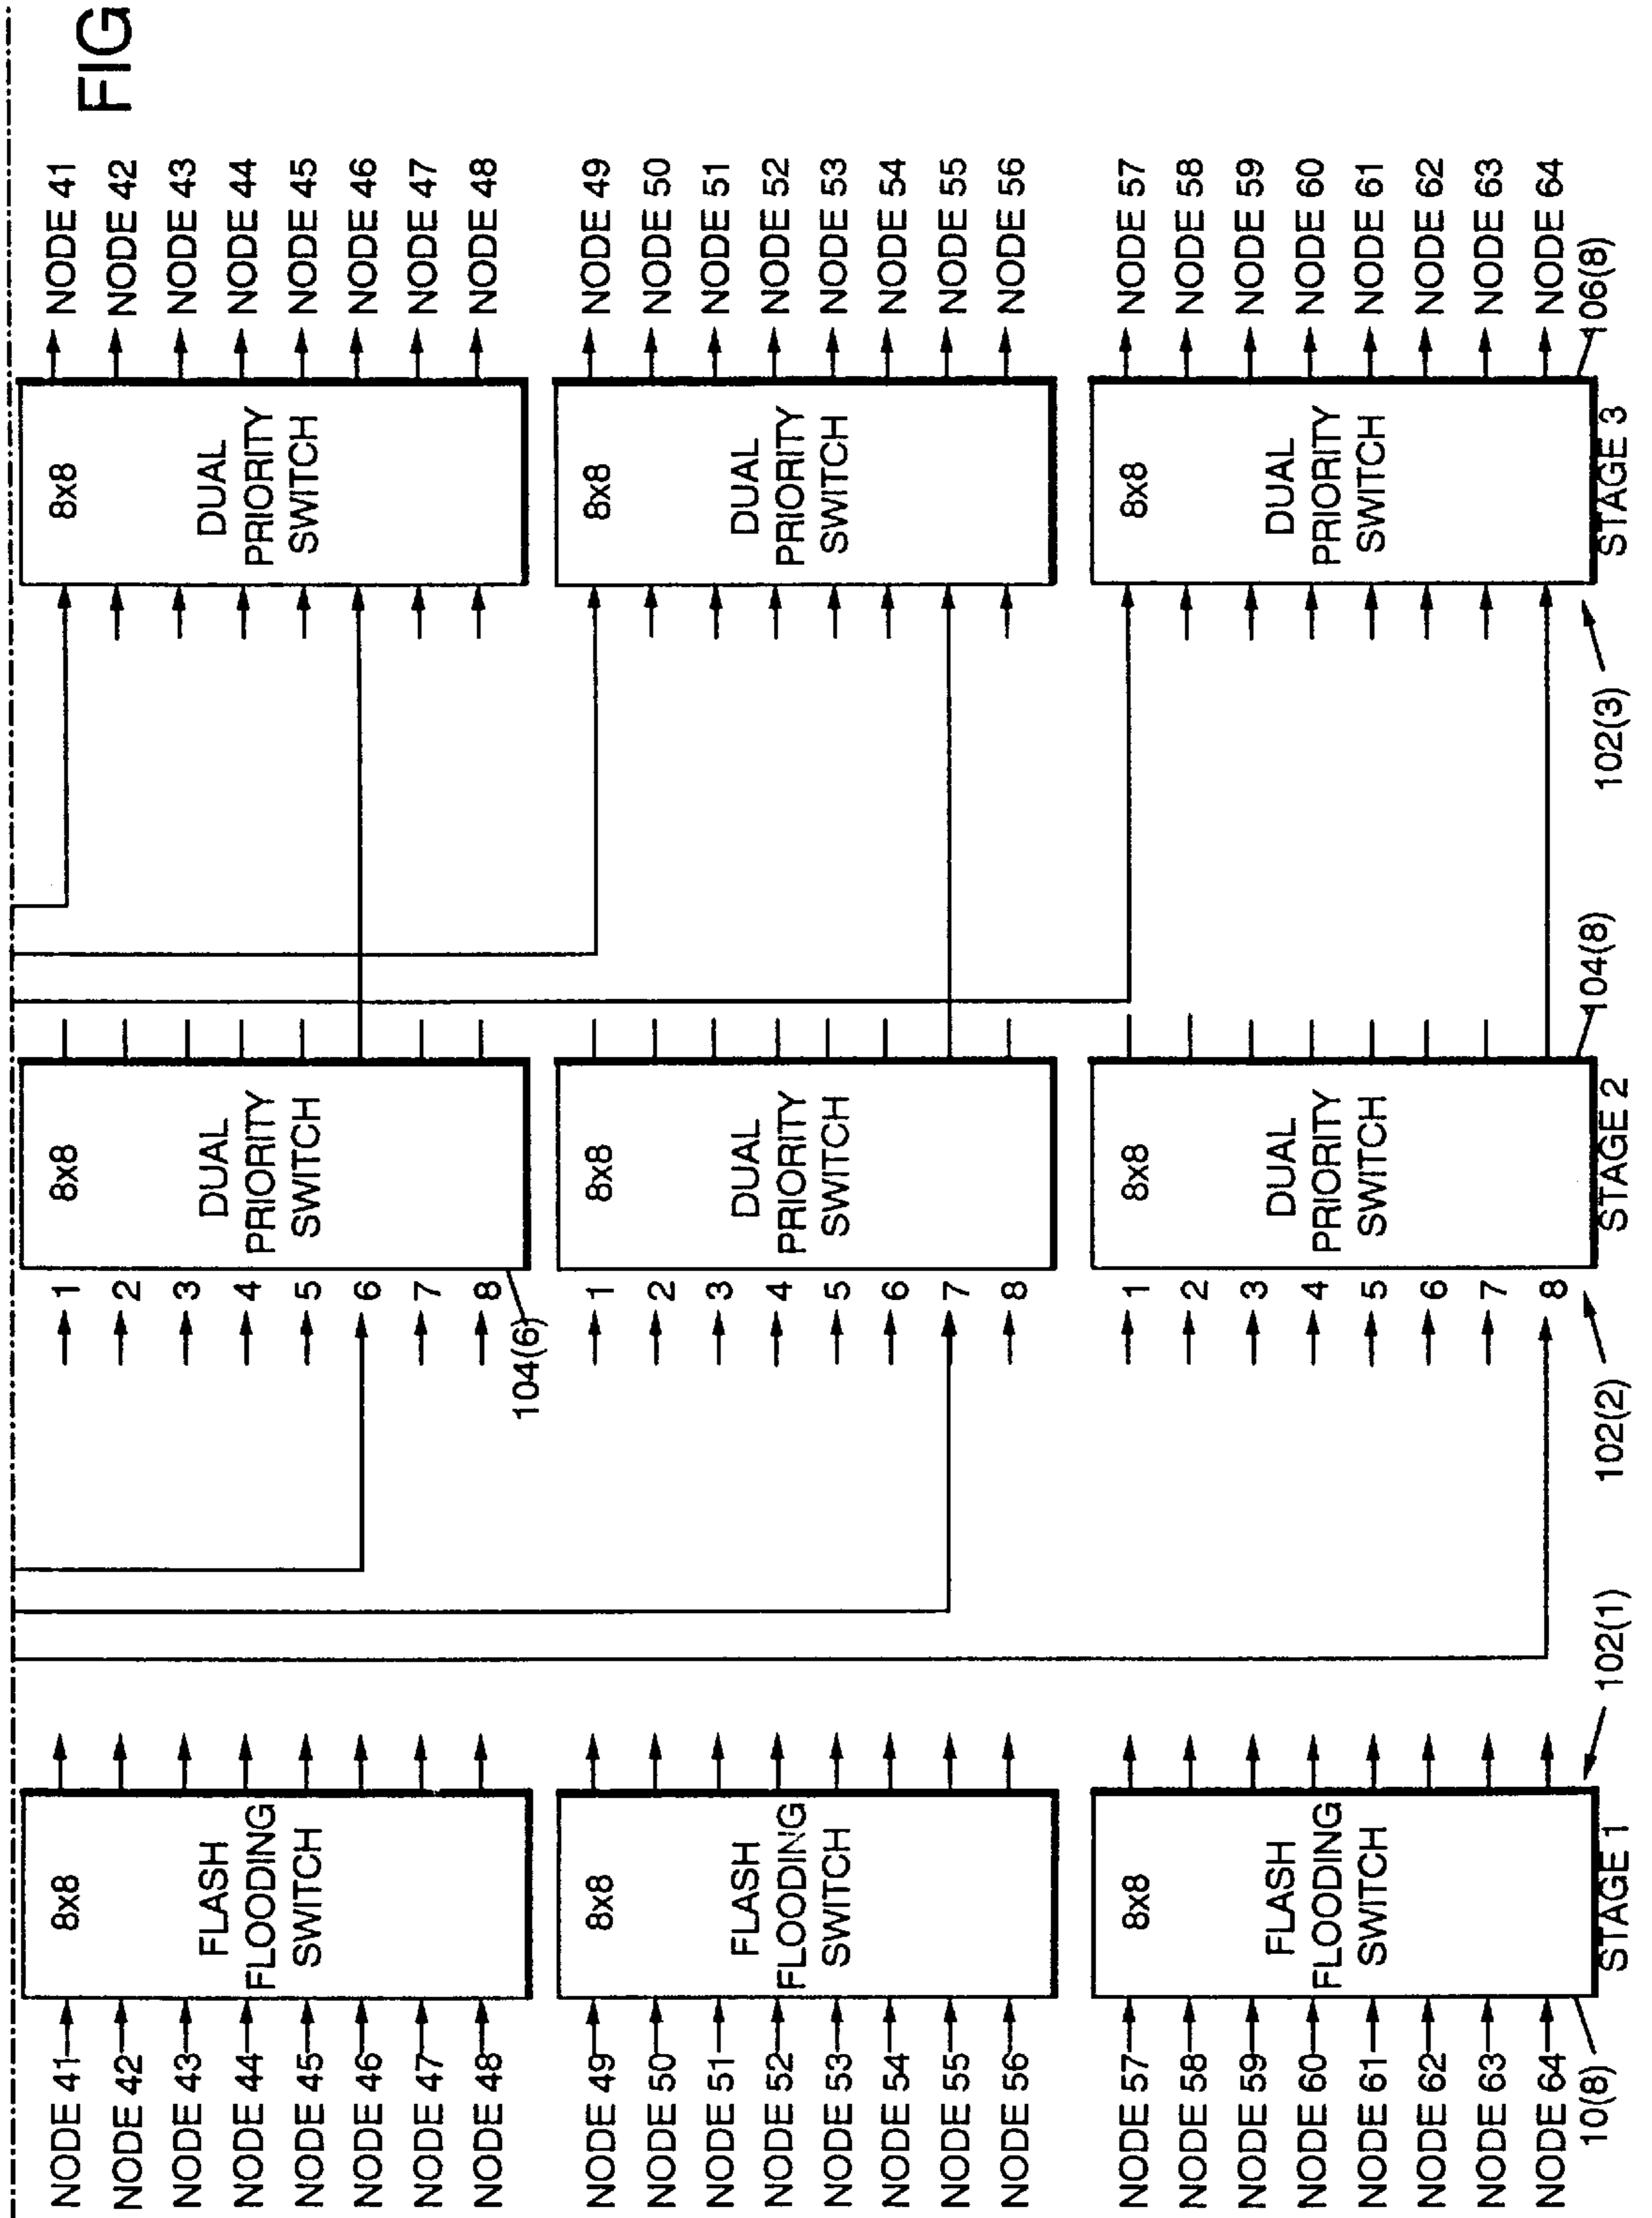 FIG
NODE 41
NODE 42
NODE 43
NODE 44
NODE 45
NODE 46
NODE 47
NODE 48
8x8
FLASH
FLOODING
SWITCH
1
2
3
4
5
6
7
8
8x8
DUAL
PRIORITY
SWITCH
104(6)
8x8
DUAL
PRIORITY
SWITCH
NODE 41
NODE 42
NODE 43
NODE 44
NODE 45
NODE 46
NODE 47
NODE 48
NODE 49
NODE 50
NODE 51
NODE 52
NODE 53
NODE 54
NODE 55
NODE 56
8x8
FLASH
FLOODING
SWITCH
1
2
3
4
5
6
7
8
8x8
DUAL
PRIORITY
SWITCH
8x8
DUAL
PRIORITY
SWITCH
NODE 49
NODE 50
NODE 51
NODE 52
NODE 53
NODE 54
NODE 55
NODE 56
NODE 57
NODE 58
NODE 59
NODE 60
NODE 61
NODE 62
NODE 63
NODE 64
8x8
FLASH
FLOODING
SWITCH
1
2
3
4
5
6
7
8
8x8
DUAL
PRIORITY
SWITCH
8x8
DUAL
PRIORITY
SWITCH
NODE 57
NODE 58
NODE 59
NODE 60
NODE 61
NODE 62
NODE 63
NODE 64
10(8)
STAGE 1
102(1)
102(2)
STAGE 2
104(8)
102(3)
STAGE 3
106(8)